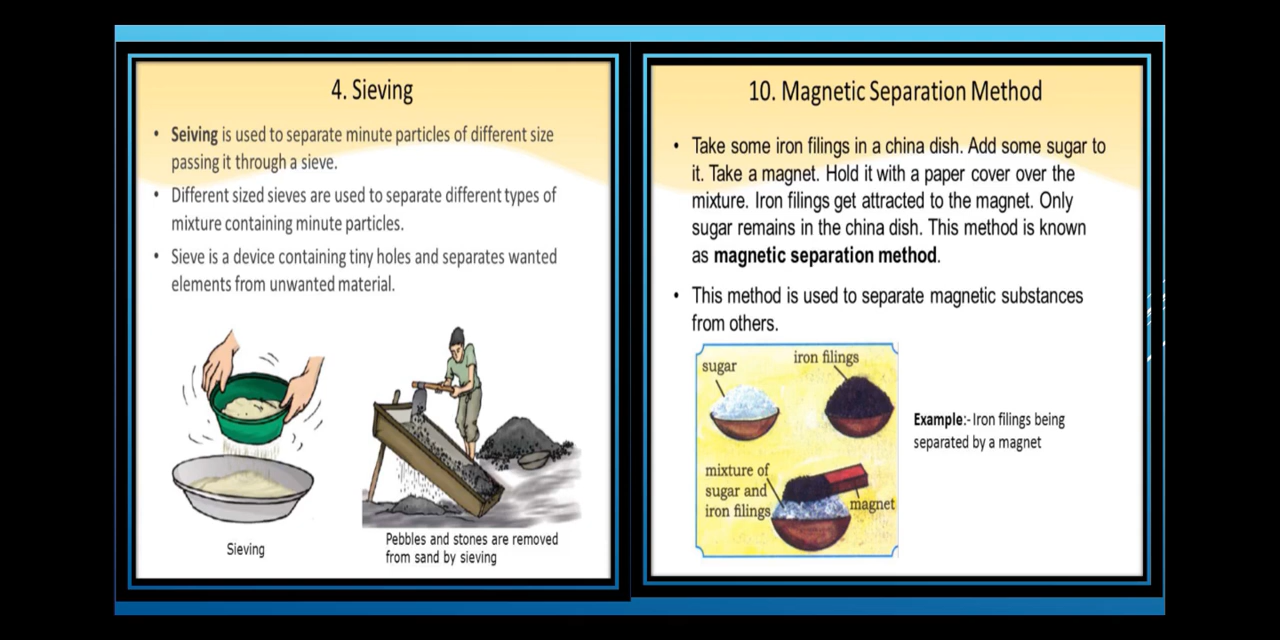 4. Sieving
• Seiving is used to separate minute particles of different size
passing it through a sieve.
• Different sized sieves are used to separate different types of
mixture containing minute particles.
• Sieve is a device containing tiny holes and separates wanted
elements from unwanted material.
Sieving
Pebbles and stones are removed
from sand by sieving
10. Magnetic Separation Method
• Take some iron filings in a china dish. Add some sugar to
it. Take a magnet. Hold it with a paper cover over the
mixture. Iron filings get attracted to the magnet. Only
sugar remains in the china dish. This method is known
as magnetic separation method.
• This method is used to separate magnetic substances
from others.
sugar
iron filings
mixture of
sugar and
iron filings
magnet
Example:- Iron filings being
separated by a magnet